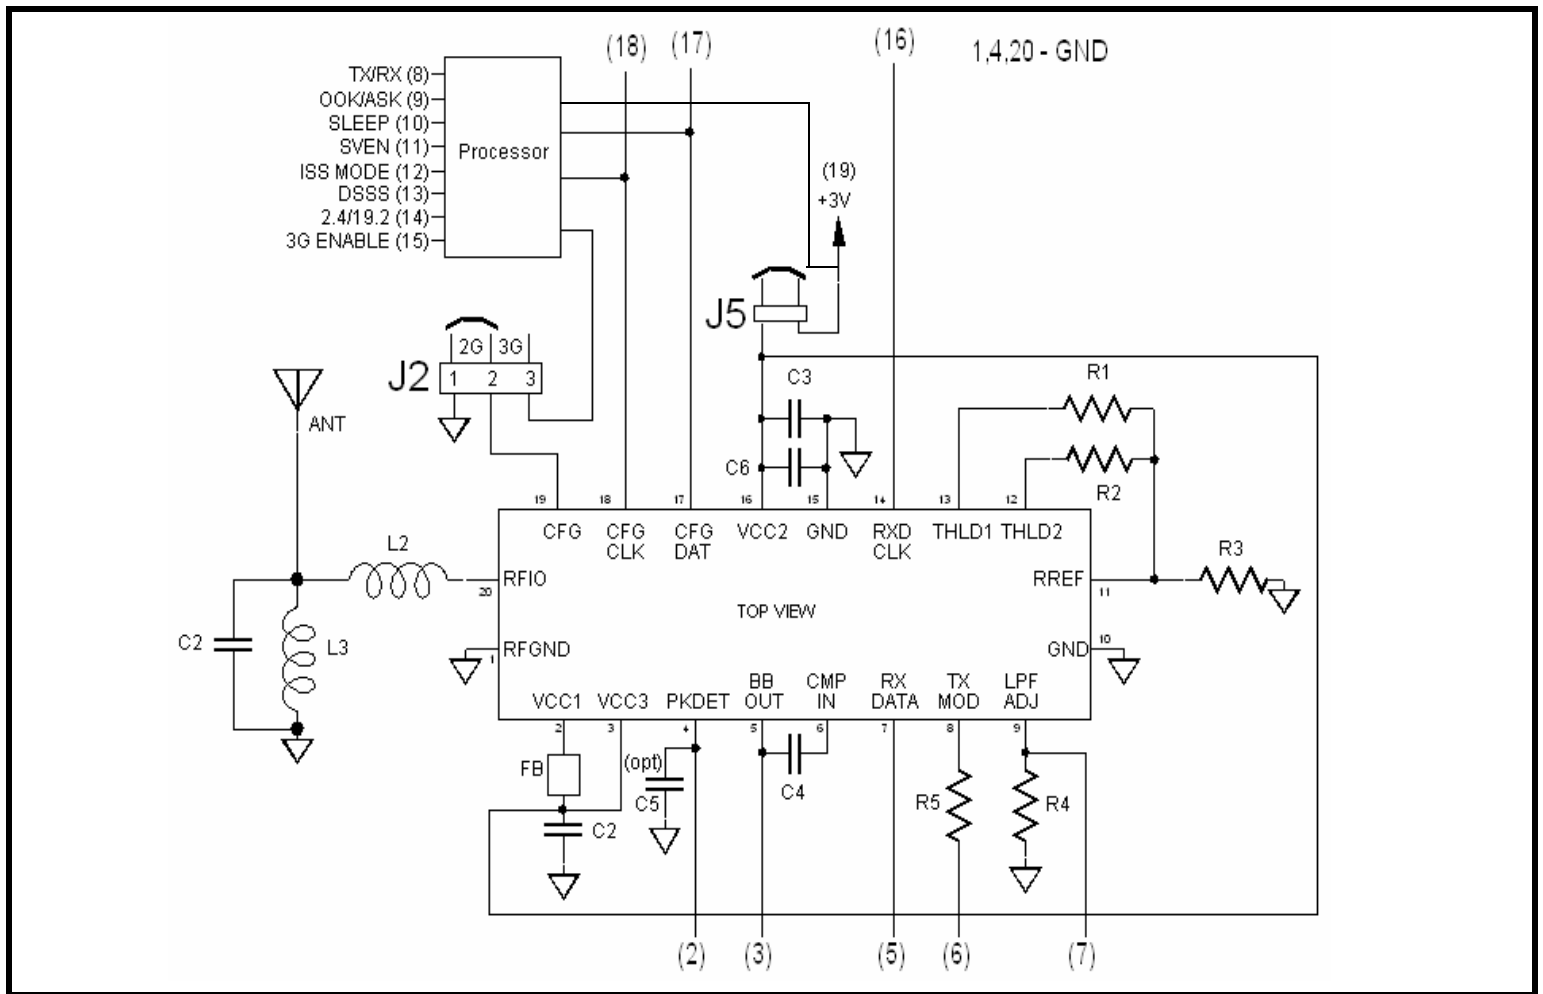 (18)
(17)
(16)
1,4,20 - GND
TX/RX (8)
OOK/ASK (9)
SLEEP (10)
SVEN (11)
ISS MODE (12)
DSSS (13)
2.4/19.2 (14)
3G ENABLE (15)
Processor
(19)
+3V
J5
2G
3G
J2
1
2
3
ANT
C3
C6
R1
R2
R3
19
18
17
16
15
14
13
12
CFG
CFG CLK
CFG DAT
VCC2
GND
RXD CLK
THLD1
THLD2
L2
RFIO
20
RREF
11
TOP VIEW
C2
L3
RFGND
1
GND
10
VCC1
VCC3
PKDET
BB OUT
CMP IN
RX DATA
TX MOD
LPF ADJ
2
3
4
5
6
7
8
9
FB
(opt)
C5
C2
C4
R5
R4
(2)
(3)
(5)
(6)
(7)